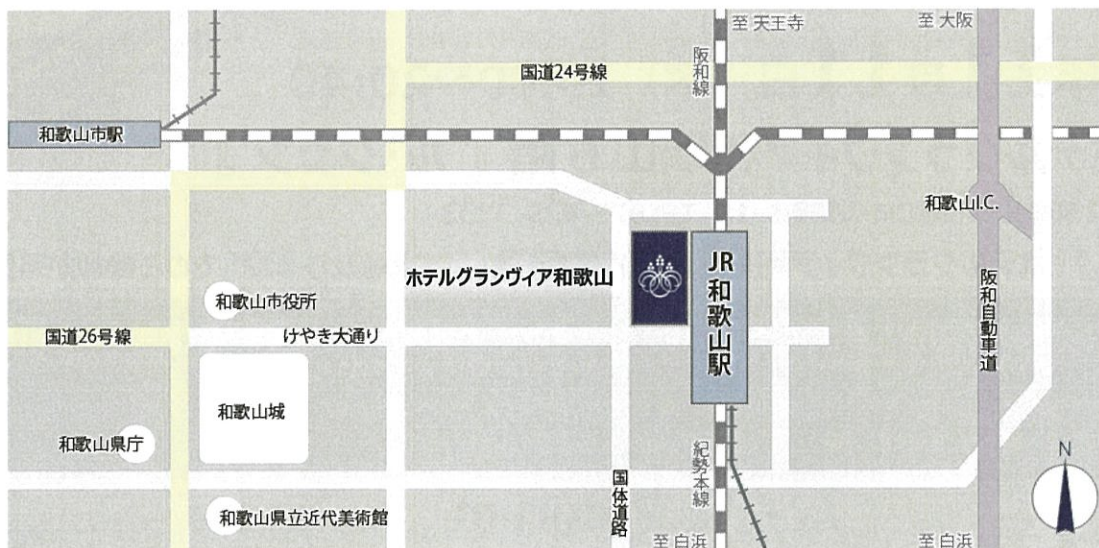 至 天王寺
至 大阪
国道24号線
阪和線
和歌山市駅
和歌山I.C.
ホテルグランヴィア和歌山
JR和歌山駅
阪和自動車道
和歌山市役所
国道26号線
けやき大通り
和歌山城
和歌山県庁
紀勢本線
国体道路
N
和歌山県立近代美術館
至 白浜
至 白浜